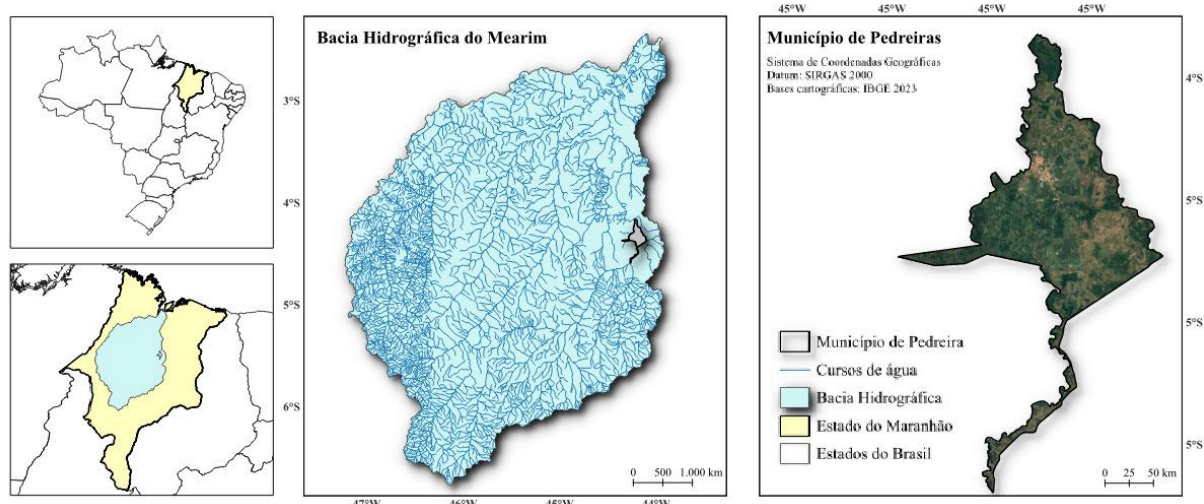 Bacia Hidrográfica do Mearim
3°S
4°S
5°S
6°S
47°W 46°W 45°W 44°W
0 500 1.000 km
45°W 45°W 45°W
Município de Pedreiras
Sistema de Coordenadas Geográficas
Datum: SIRGAS 2000
Bases cartográficas: IBGE 2023
4°S
5°S
5°S
5°S
Município de Pedreira
Cursos de água
Bacia Hidrográfica
Estado do Maranhão
Estados do Brasil
0 25 50 km